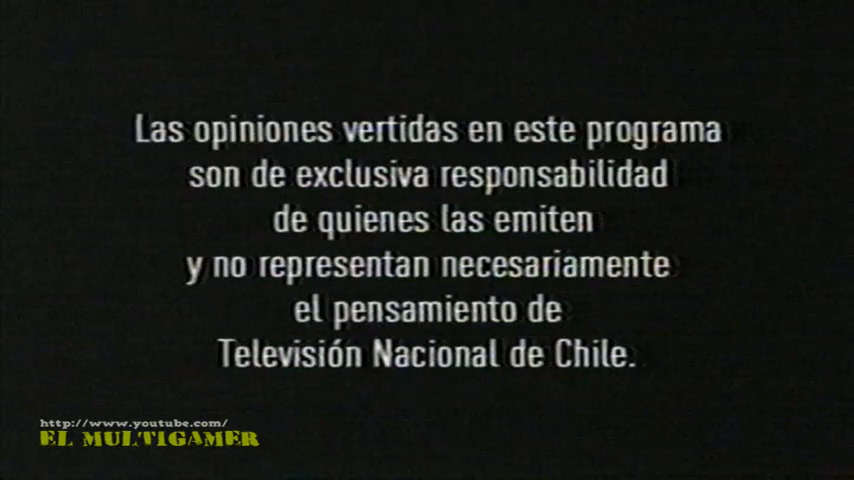 Las opiniones vertidas en este programa
son de exclusiva responsabilidad
de quienes las emiten
y no representan necesariamente
el pensamiento de
Televisión Nacional de Chile.
http://www.youtube.com/
EL MULTIGAMER